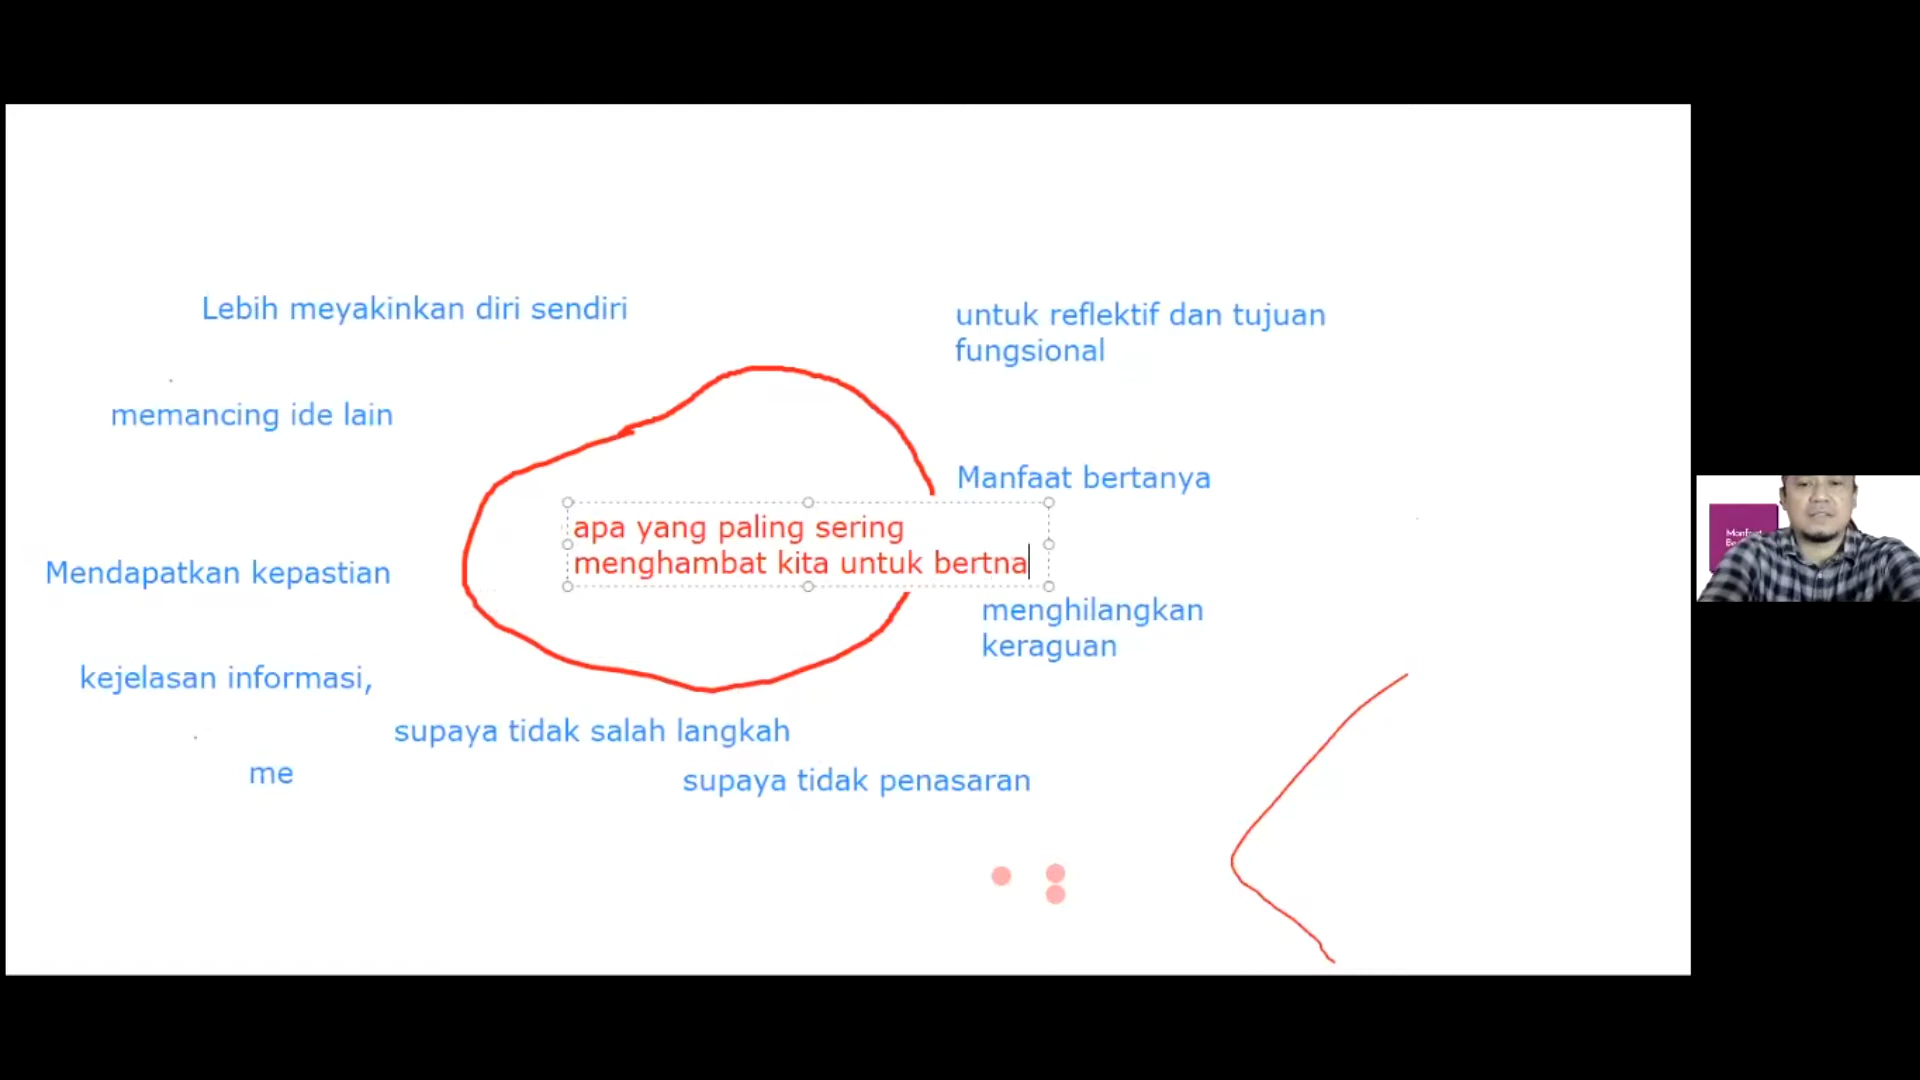 Lebih meyakinkan diri sendiri
untuk reflektif dan tujuan
fungsional
memancing ide lain
Manfaat bertanya
apa yang paling sering
menghambat kita untuk bertna
Mendapatkan kepastian
menghilangkan
keraguan
kejelasan informasi,
supaya tidak salah langkah
me
supaya tidak penasaran
Manfaat